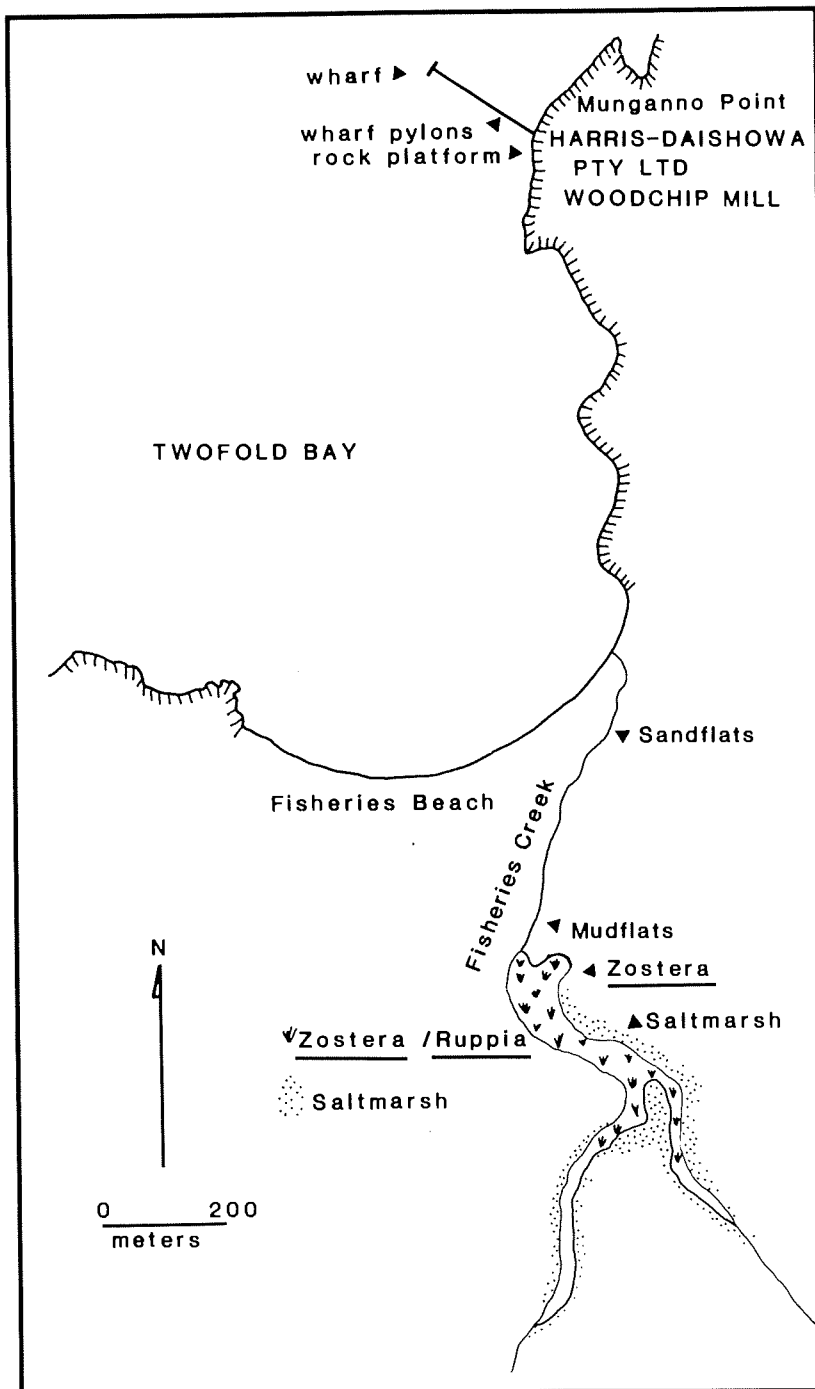 wharf
Munganno Point
wharf pylons
HARRIS-DAISHOWA
rock platform
PTY LTD
WOODCHIP MILL
TWOFOLD BAY
Sandflats
Fisheries Beach
Fisheries Creek
Mudflats
N
Zostera
Saltmarsh
Zostera / Ruppia
Saltmarsh
0 200
meters